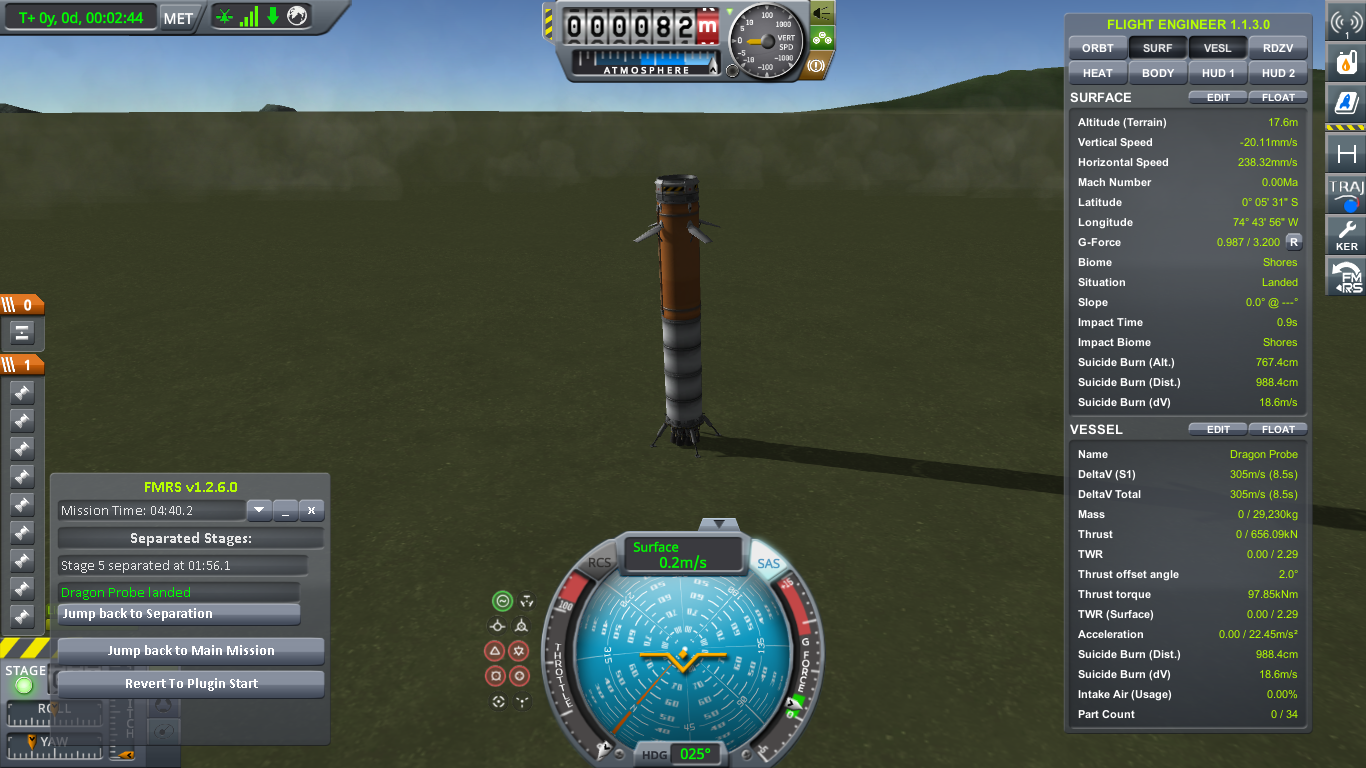 T+ 0y, 0d, 00:02:44 MET
000082 m
ATMOSPHERE
100
10 1000
5
0 VERT SPD
-5
-10 -1000
-100
0
1
FMRS v1.2.6.0
Mission Time: 04:40.2 _ x
Separated Stages:
Stage 5 separated at 01:56.1
Dragon Probe landed
Jump back to Separation
Jump back to Main Mission
Revert To Plugin Start
STAGE
ROLL
YAW
PITCH
Surface
0.2m/s
RCS
SAS
100
THROTTLE
G FORCE
15
0
315
135
45
HDG 025°
FLIGHT ENGINEER 1.1.3.0
ORBT SURF VESL RDZV
HEAT BODY HUD 1 HUD 2
SURFACE EDIT FLOAT
Altitude (Terrain) 17.6m
Vertical Speed -20.11mm/s
Horizontal Speed 238.32mm/s
Mach Number 0.00Ma
Latitude 0° 05' 31" S
Longitude 74° 43' 56" W
G-Force 0.987 / 3.200 R
Biome Shores
Situation Landed
Slope 0.0° @ ---°
Impact Time 0.9s
Impact Biome Shores
Suicide Burn (Alt.) 767.4cm
Suicide Burn (Dist.) 988.4cm
Suicide Burn (dV) 18.6m/s
VESSEL EDIT FLOAT
Name Dragon Probe
DeltaV (S1) 305m/s (8.5s)
DeltaV Total 305m/s (8.5s)
Mass 0 / 29,230kg
Thrust 0 / 656.09kN
TWR 0.00 / 2.29
Thrust offset angle 2.0°
Thrust torque 97.85kNm
TWR (Surface) 0.00 / 2.29
Acceleration 0.00 / 22.45m/s²
Suicide Burn (Dist.) 988.4cm
Suicide Burn (dV) 18.6m/s
Intake Air (Usage) 0.00%
Part Count 0 / 34
1
TRAJ
KER
FM
RS